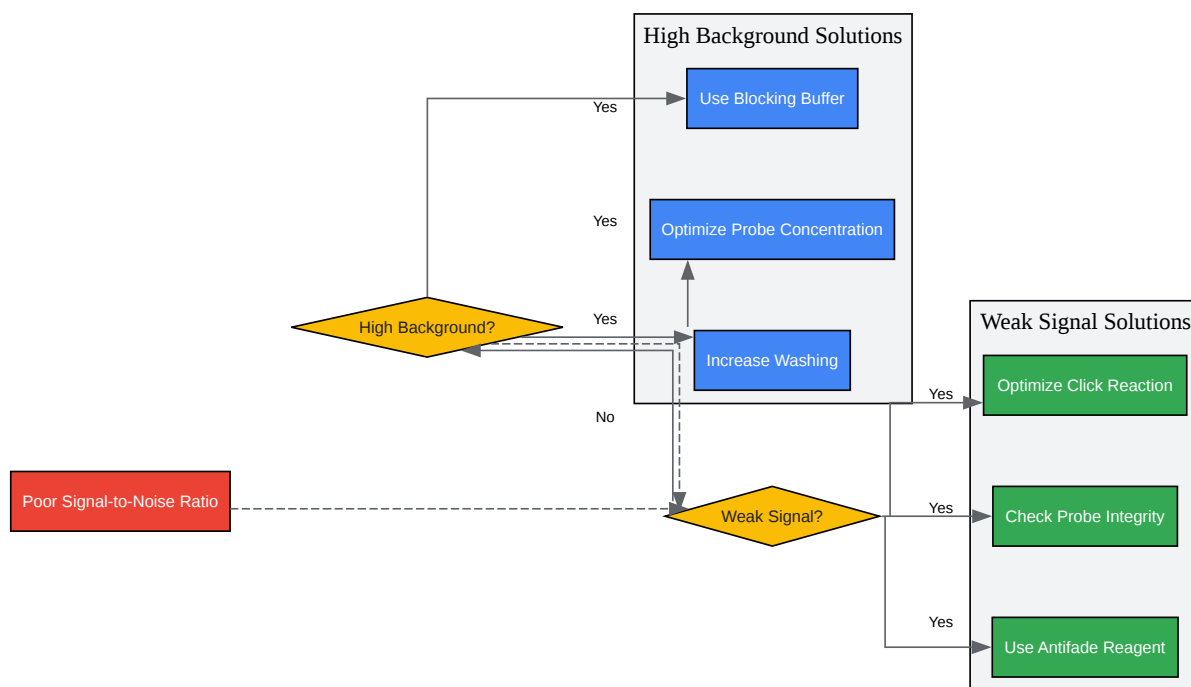 High Background Solutions
Use Blocking Buffer
Yes
Optimize Probe Concentration
Yes
Yes
High Background?
Increase Washing
Weak Signal Solutions
Optimize Click Reaction
Yes
No
Poor Signal-to-Noise Ratio
Weak Signal?
Yes
Check Probe Integrity
Yes
Use Antifade Reagent